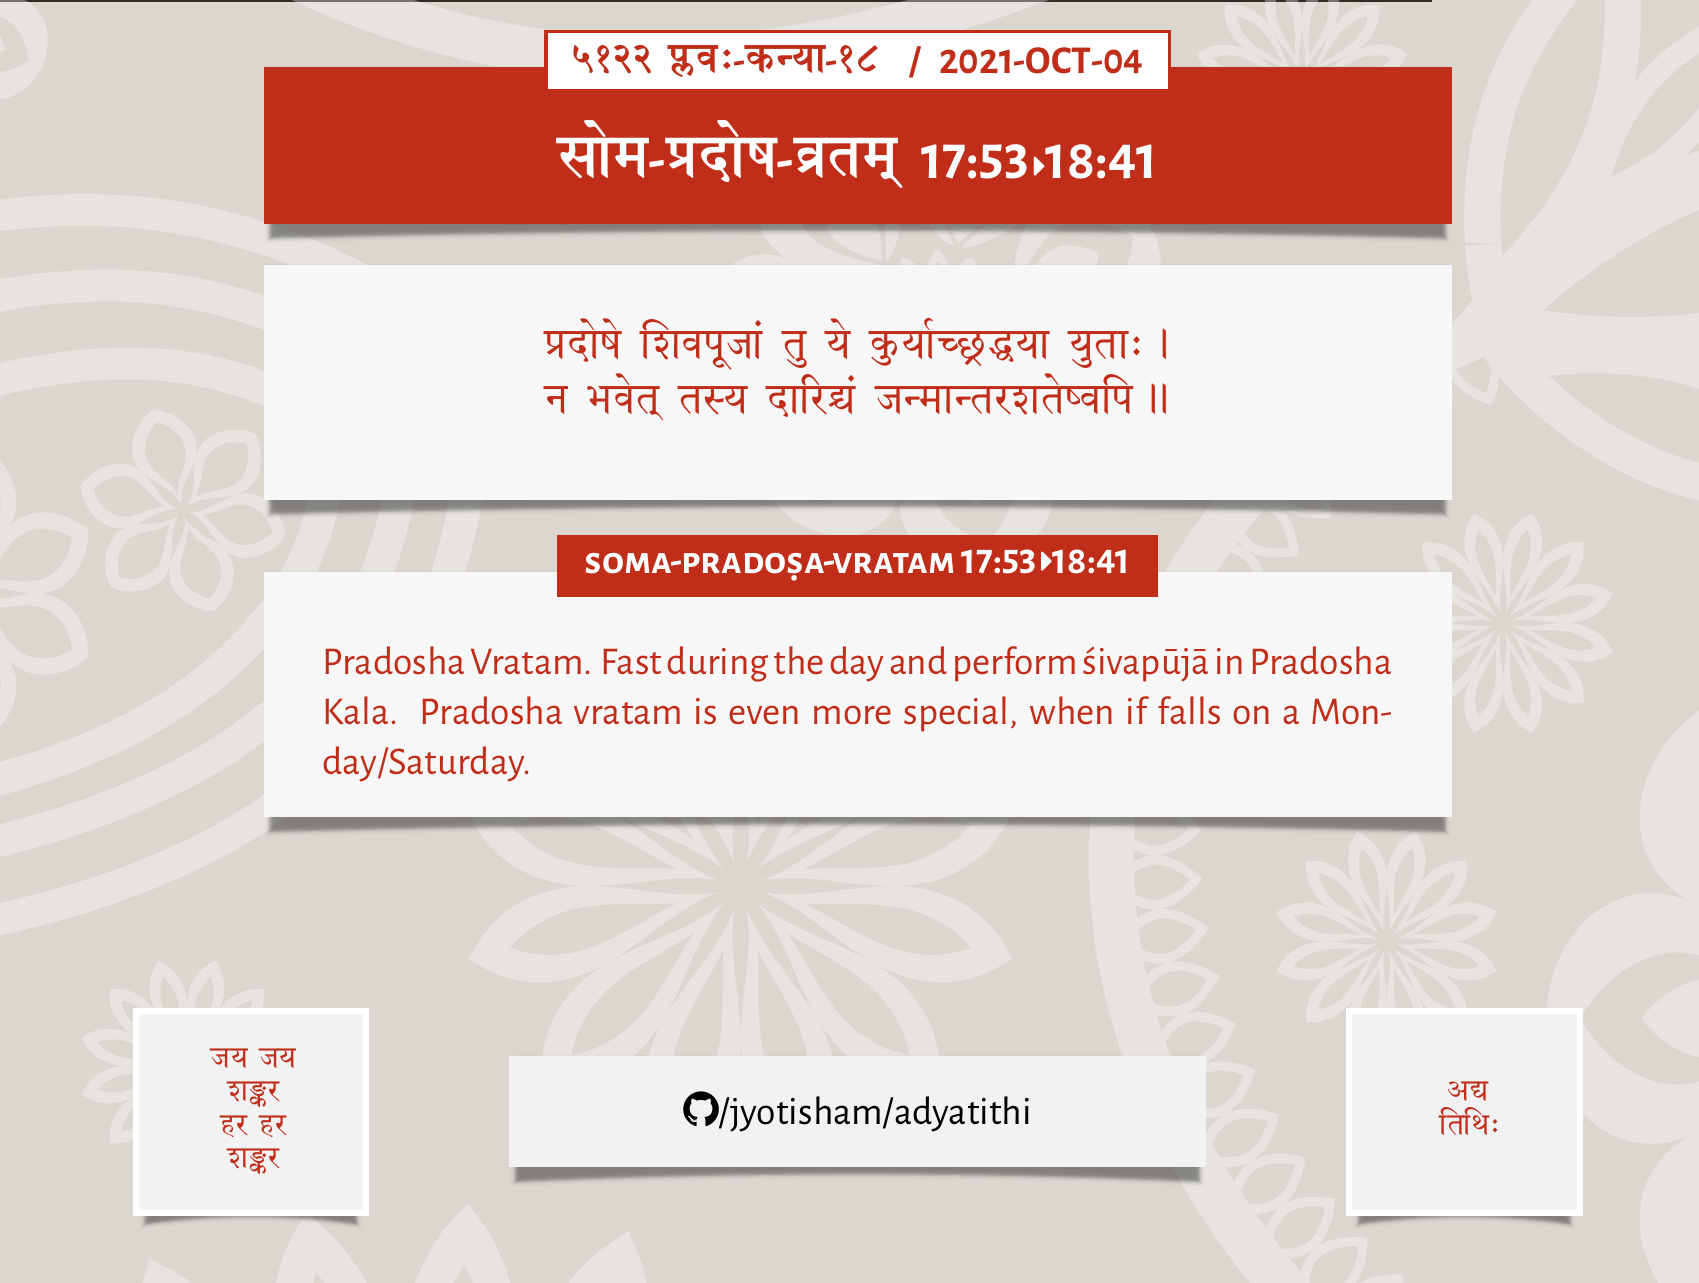 ५१२२ प्लवः-कन्या-१८ / 2021-OCT-04
सोम-प्रदोष-व्रतम् 17:53▸18:41
प्रदोषे शिवपूजां तु ये कुर्याच्छ्रद्धया युताः ।
न भवेत् तस्य दारिद्र्यं जन्मान्तरशतेष्वपि ॥
SOMA-PRADOṢA-VRATAM 17:53▸18:41
Pradosha Vratam. Fast during the day and perform śivapūjā in Pradosha
Kala. Pradosha vratam is even more special, when if falls on a Mon-
day/Saturday.
जय जय
शङ्कर
हर हर
शङ्कर
/jyotisham/adyatithi
अद्य
तिथिः